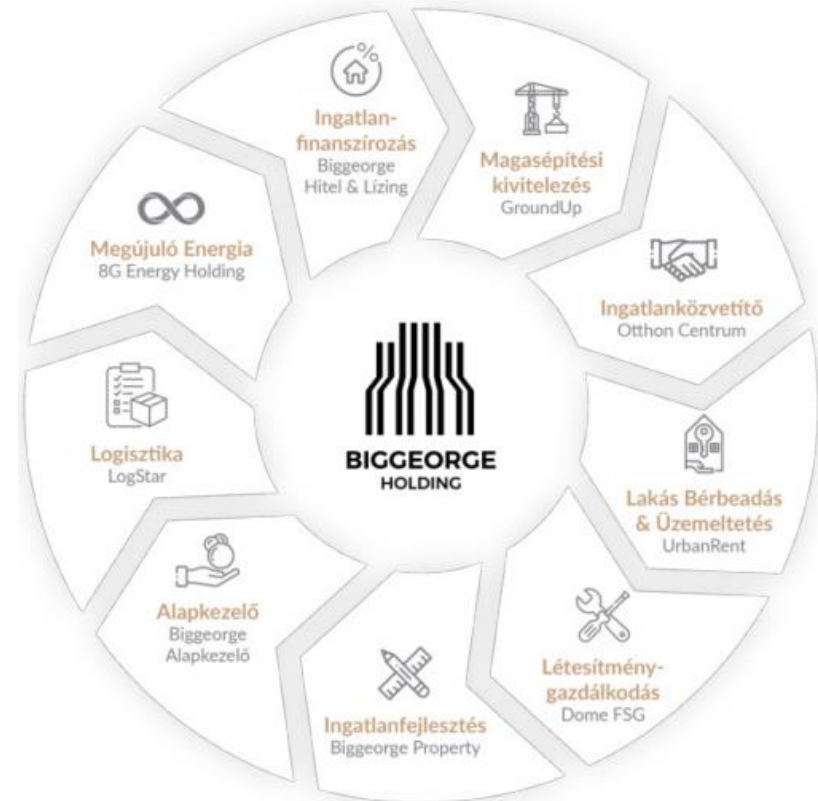 Ingatlan-
finanszírozás
Biggeorge
Hitel & Lízing
Magasépítési
kivitelezés
GroundUp
Ingatlanközvetítő
Otthon Centrum
Lakás Bérbeadás
& Üzemeltetés
UrbanRent
Létesítmény-
gazdálkodás
Dome FSG
Ingatlanfejlesztés
Biggeorge Property
Alapkezelő
Biggeorge
Alapkezelő
Logisztika
LogStar
Megújuló Energia
8G Energy Holding
BIGGEORGE
HOLDING